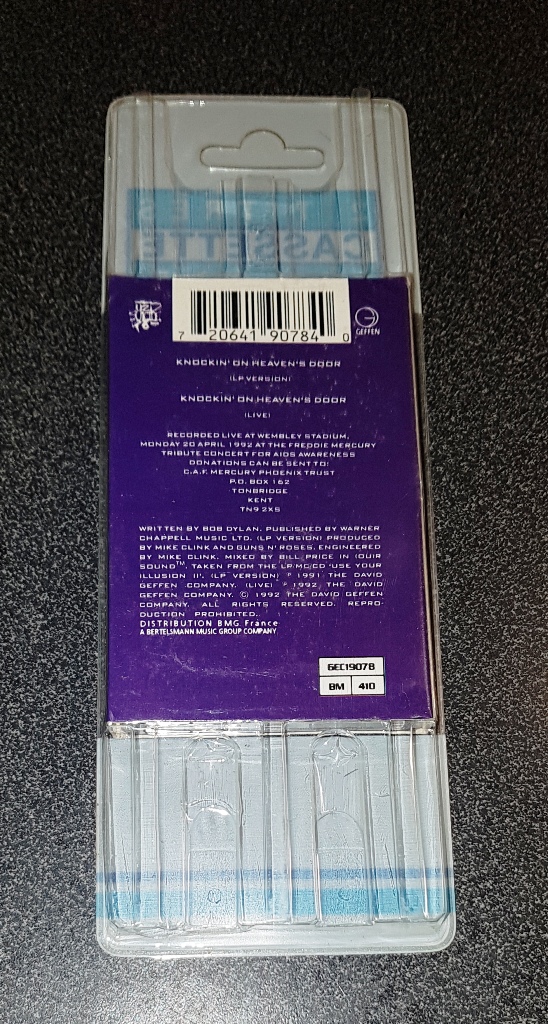 CASSETTE
7 20641 90784 0
GEFFEN
KNOCKIN' ON HEAVEN'S DOOR
(LP VERSION)
KNOCKIN' ON HEAVEN'S DOOR
(LIVE)
RECORDED LIVE AT WEMBLEY STADIUM,
MONDAY 20 APRIL 1992 AT THE FREDDIE MERCURY
TRIBUTE CONCERT FOR AIDS AWARENESS
DONATIONS CAN BE SENT TO:
C.A.F. MERCURY PHOENIX TRUST
P.O. BOX 162
TONBRIDGE
KENT
TN9 2XS
WRITTEN BY BOB DYLAN. PUBLISHED BY WARNER
CHAPPELL MUSIC LTD. (LP VERSION) PRODUCED
BY MIKE CLINK AND GUNS N' ROSES. ENGINEERED
BY MIKE CLINK. MIXED BY BILL PRICE IN (OUIR
SOUND™. TAKEN FROM THE LP/MC/CD 'USE YOUR
ILLUSION II'. (LP VERSION) ℗ 1991 THE DAVID
GEFFEN COMPANY. (LIVE) ℗ 1992 THE DAVID
GEFFEN COMPANY. © 1992 THE DAVID GEFFEN
COMPANY. ALL RIGHTS RESERVED. REPRO-
DUCTION PROHIBITED.
DISTRIBUTION BMG France
A BERTELSMANN MUSIC GROUP COMPANY
GEC19078
BM 410